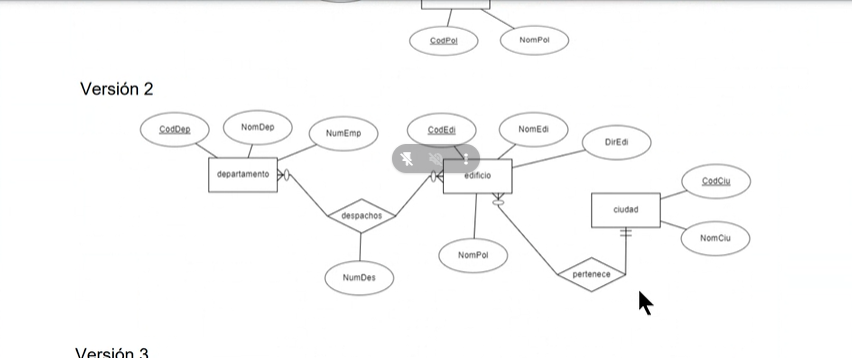 CodPol
NomPol
Versión 2
CodDep
NomDep
NumEmp
CodEdi
NomEdi
DirEdi
departamento
edificio
CodCiu
ciudad
despachos
NomCiu
NomPol
NumDes
pertenece
Versión 3